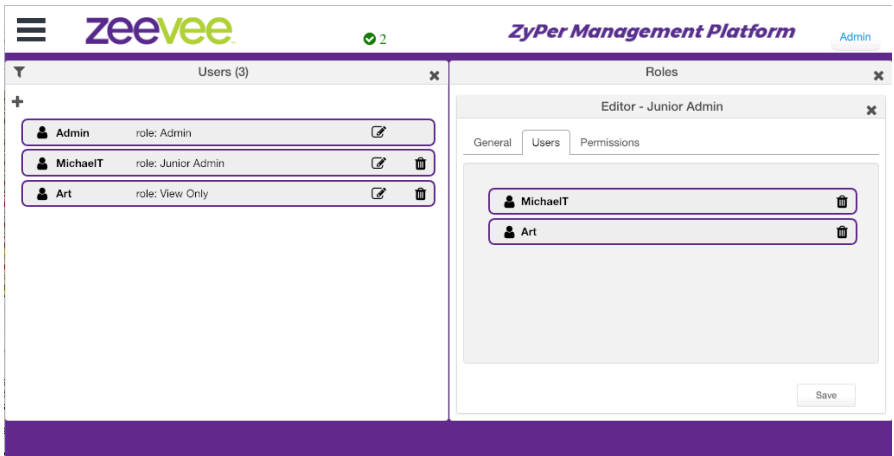 zeevee
2
ZyPer Management Platform
Admin
Users (3)
Admin role: Admin
MichaelT role: Junior Admin
Art role: View Only
Roles
Editor - Junior Admin
General Users Permissions
MichaelT
Art
Save